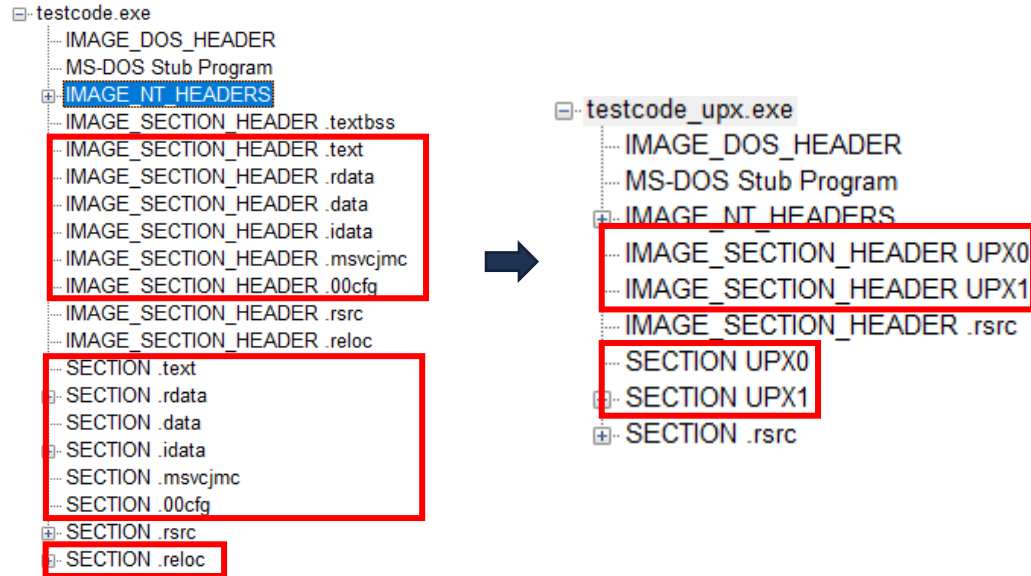 testcode.exe
IMAGE_DOS_HEADER
MS-DOS Stub Program
IMAGE_NT_HEADERS
IMAGE_SECTION_HEADER .textbss
IMAGE_SECTION_HEADER .text
IMAGE_SECTION_HEADER .rdata
IMAGE_SECTION_HEADER .data
IMAGE_SECTION_HEADER .idata
IMAGE_SECTION_HEADER .msvcjmc
IMAGE_SECTION_HEADER .00cfg
IMAGE_SECTION_HEADER .rsrc
IMAGE_SECTION_HEADER .reloc
SECTION .text
SECTION .rdata
SECTION .data
SECTION .idata
SECTION .msvcjmc
SECTION .00cfg
SECTION .rsrc
SECTION .reloc
testcode_upx.exe
IMAGE_DOS_HEADER
MS-DOS Stub Program
IMAGE_NT_HEADERS
IMAGE_SECTION_HEADER UPX0
IMAGE_SECTION_HEADER UPX1
IMAGE_SECTION_HEADER .rsrc
SECTION UPX0
SECTION UPX1
SECTION .rsrc